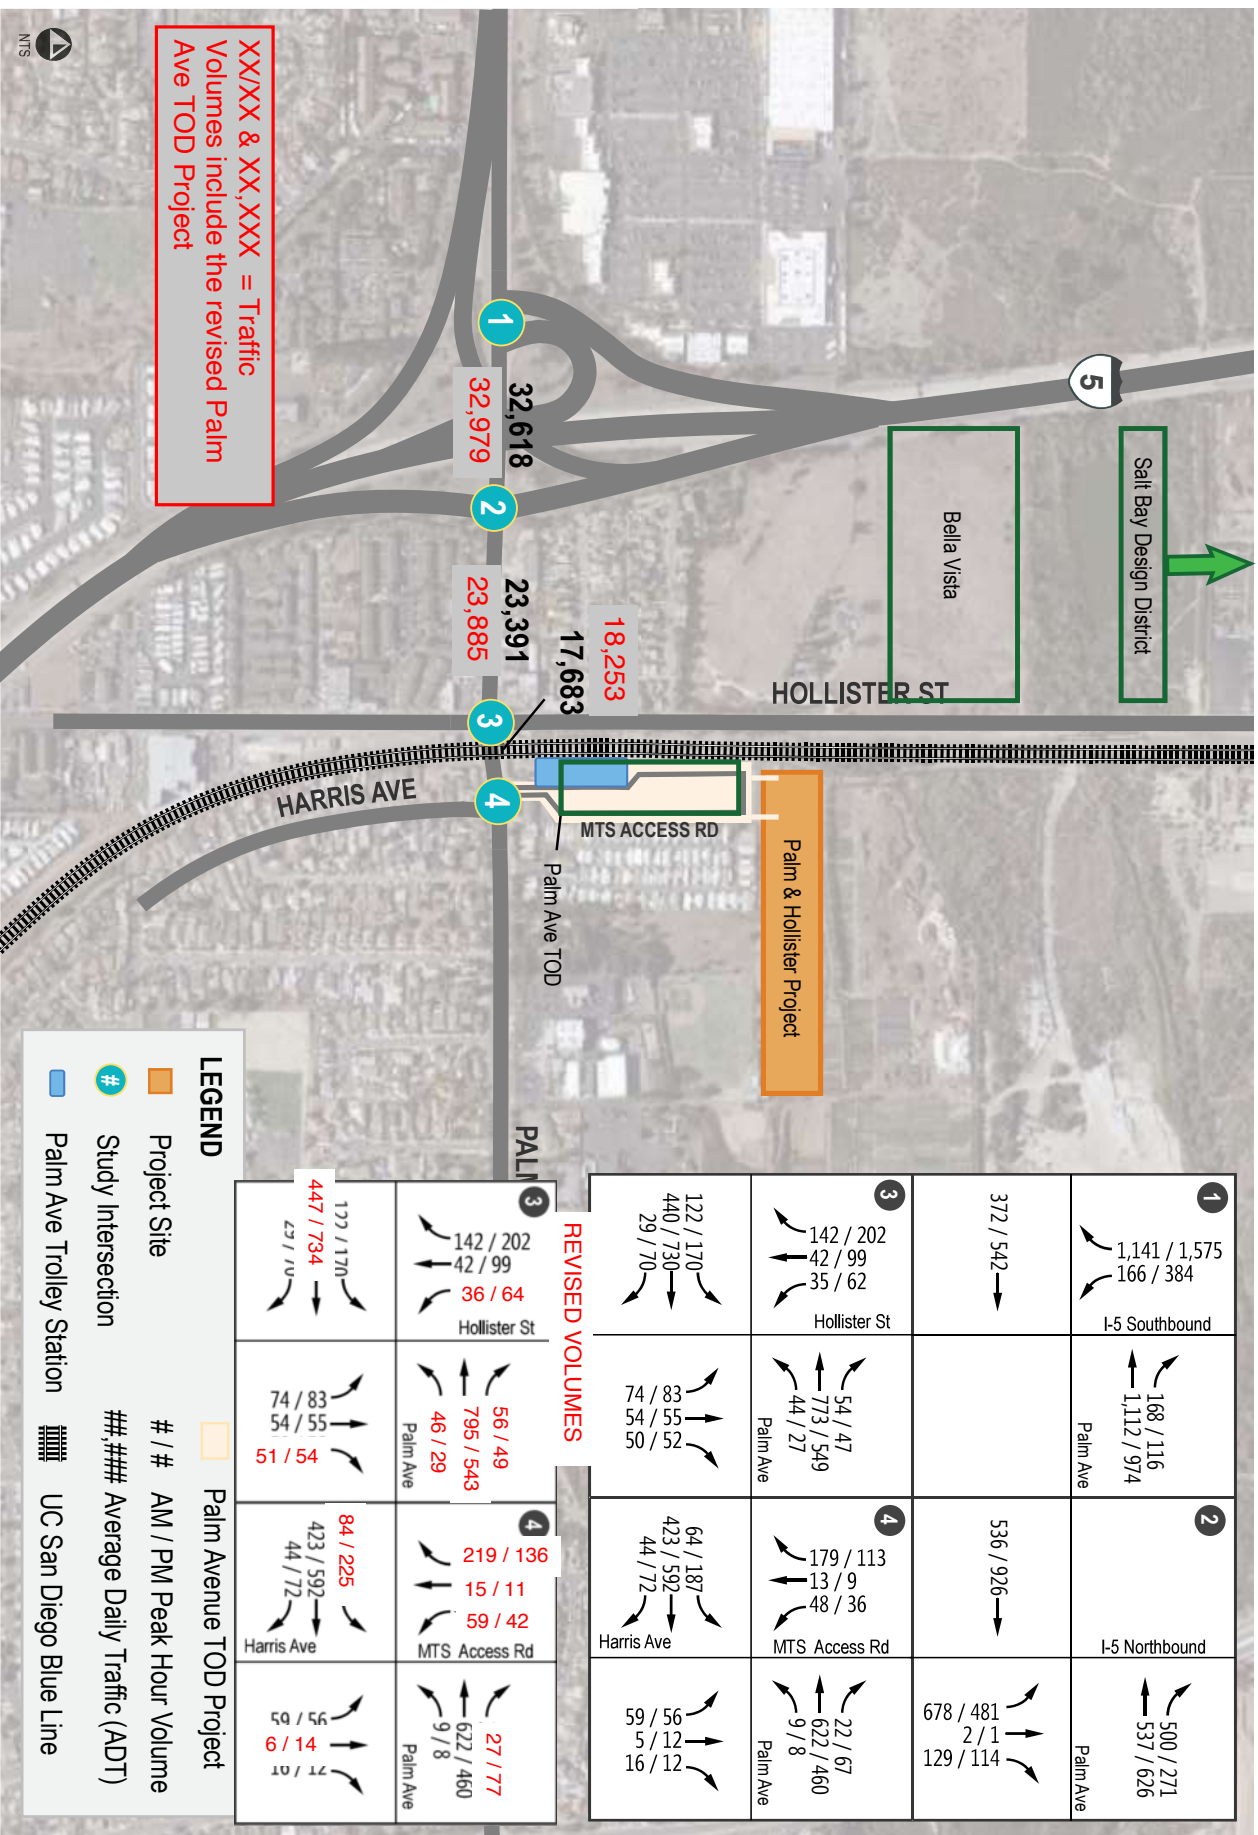 XX/XX & XX,XXX = Traffic
Volumes include the revised Palm
Ave TOD Project
NTS
5
Salt Bay Design District
Bella Vista
HOLLISTER ST
1
32,618
32,979
2
23,391
23,885
18,253
17,683
3
4
HARRIS AVE
MTS ACCESS RD
Palm Ave TOD
Palm & Hollister Project
PALM
LEGEND
Project Site
# Study Intersection
Palm Ave Trolley Station
Palm Avenue TOD Project
# / # AM / PM Peak Hour Volume
##,### Average Daily Traffic (ADT)
UC San Diego Blue Line
1
1,141 / 1,575
166 / 384
I-5 Southbound
168 / 116
1,112 / 974
Palm Ave
372 / 542
2
I-5 Northbound
500 / 271
537 / 626
Palm Ave
536 / 926
678 / 481
2 / 1
129 / 114
3
142 / 202
42 / 99
35 / 62
Hollister St
54 / 47
773 / 549
44 / 27
Palm Ave
122 / 170
440 / 730
29 / 70
74 / 83
54 / 55
50 / 52
4
179 / 113
13 / 9
48 / 36
MTS Access Rd
22 / 67
622 / 460
9 / 8
Palm Ave
64 / 187
423 / 592
44 / 72
Harris Ave
59 / 56
5 / 12
16 / 12
REVISED VOLUMES
3
142 / 202
42 / 99
36 / 64
Hollister St
56 / 49
795 / 543
46 / 29
Palm Ave
122 / 170
447 / 734
29 / 70
74 / 83
54 / 55
51 / 54
4
219 / 136
15 / 11
59 / 42
MTS Access Rd
27 / 77
622 / 460
9 / 8
Palm Ave
84 / 225
423 / 592
44 / 72
Harris Ave
59 / 56
6 / 14
16 / 12